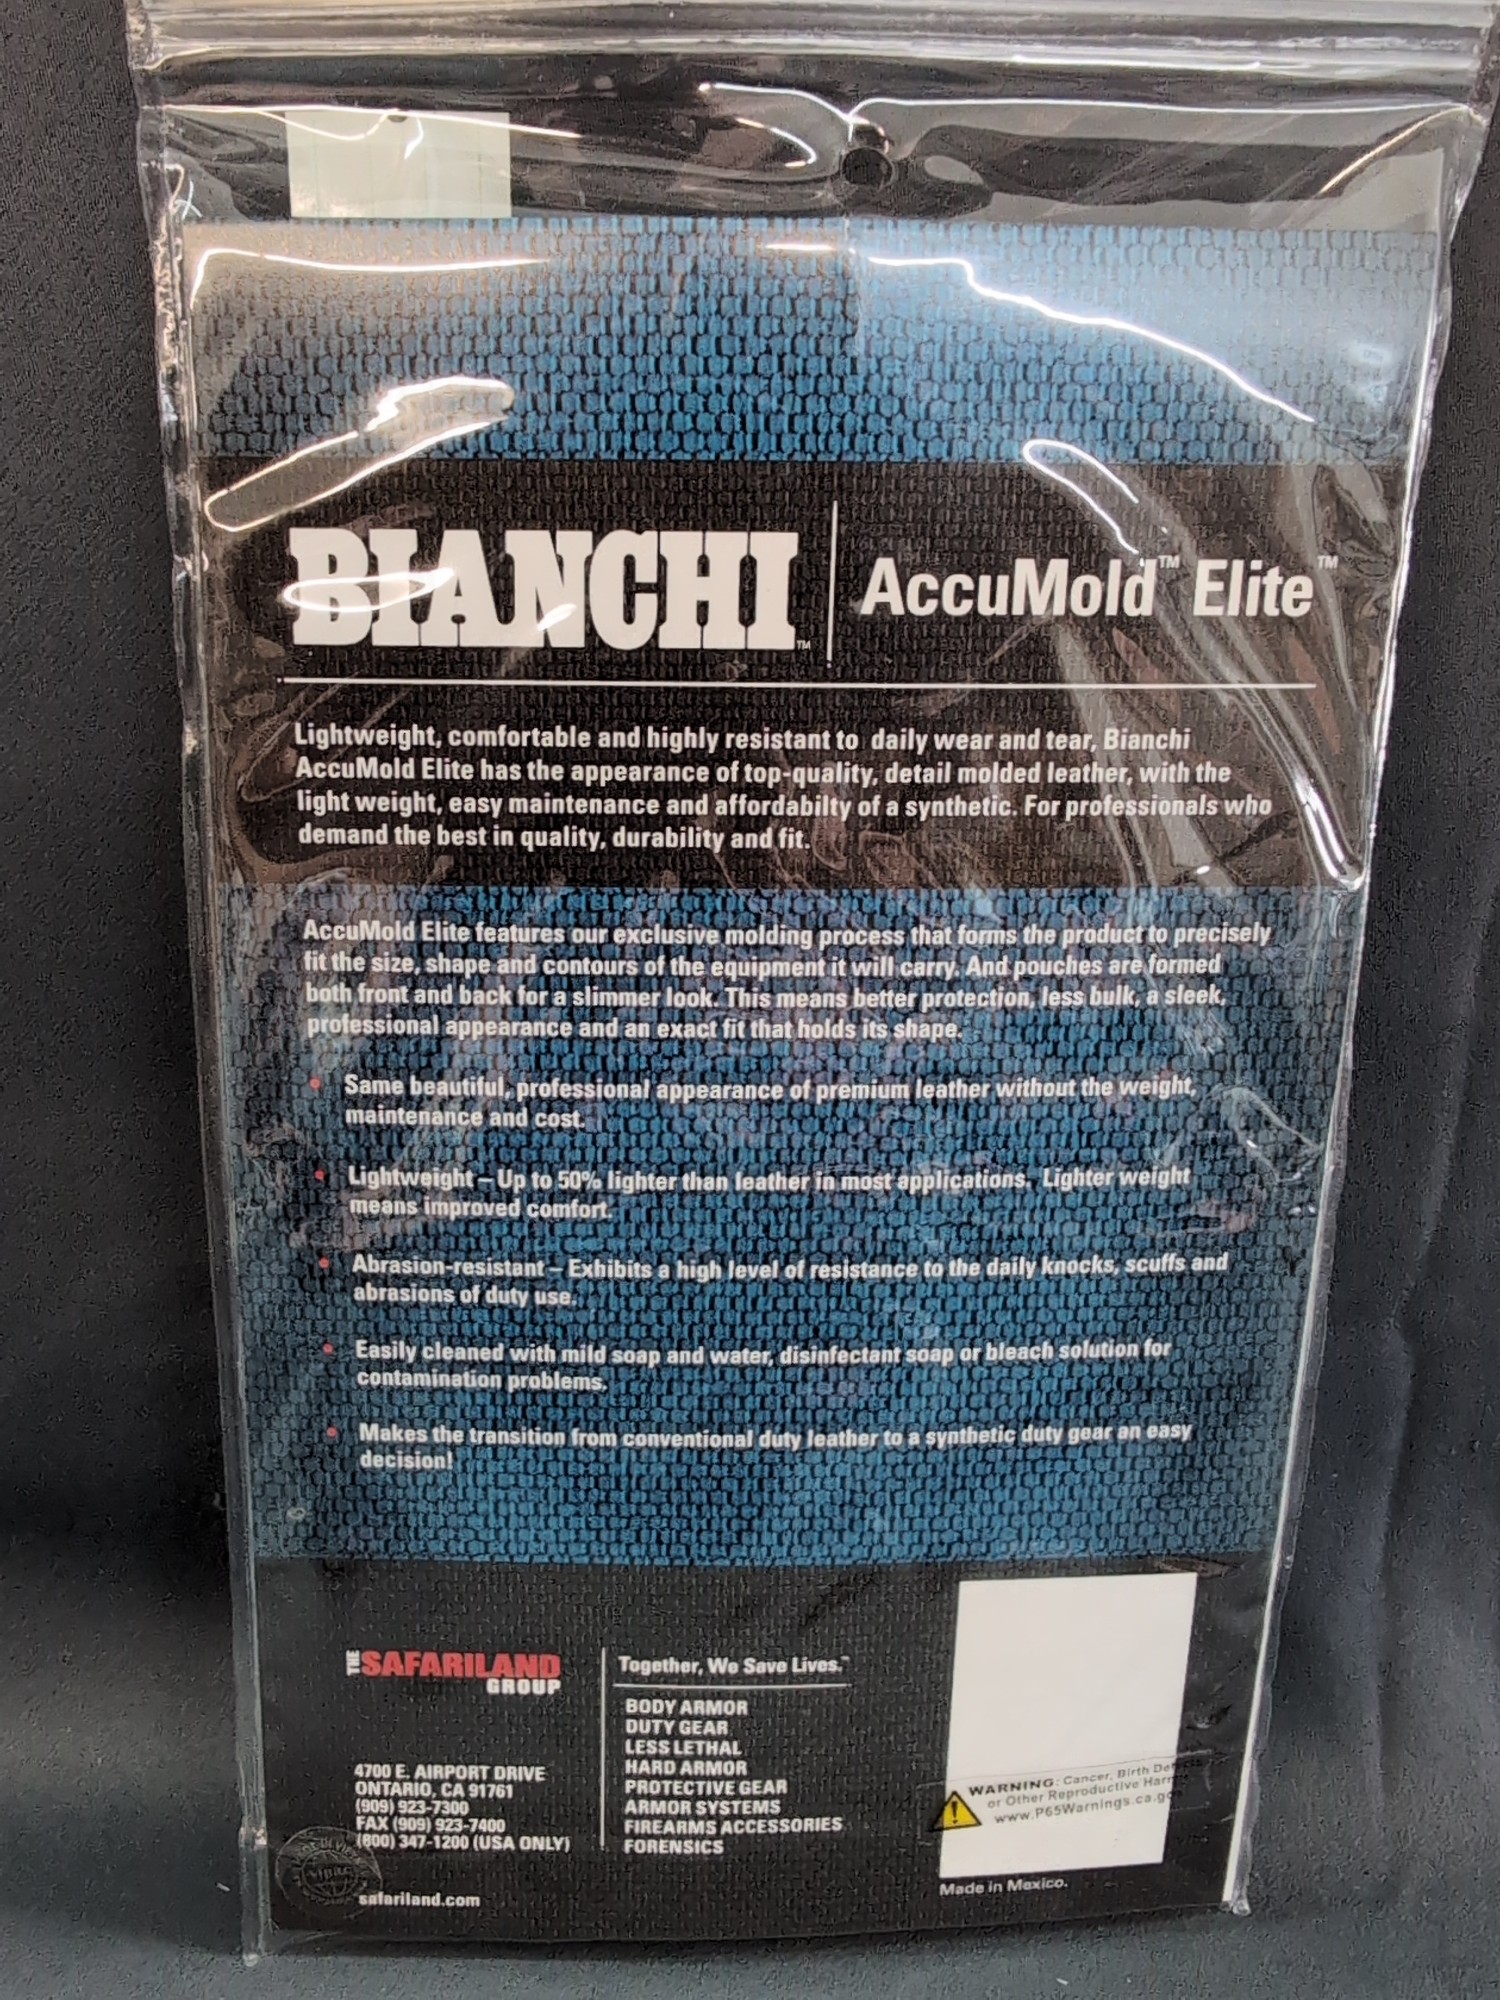 BIANCHI™
AccuMold™ Elite™
Lightweight, comfortable and highly resistant to daily wear and tear, Bianchi
AccuMold Elite has the appearance of top-quality, detail molded leather, with the
light weight, easy maintenance and affordabilty of a synthetic. For professionals who
demand the best in quality, durability and fit.
AccuMold Elite features our exclusive molding process that forms the product to precisely
fit the size, shape and contours of the equipment it will carry. And pouches are formed
both front and back for a slimmer look. This means better protection, less bulk, a sleek,
professional appearance and an exact fit that holds its shape.
• Same beautiful, professional appearance of premium leather without the weight,
maintenance and cost.
• Lightweight – Up to 50% lighter than leather in most applications. Lighter weight
means improved comfort.
• Abrasion-resistant – Exhibits a high level of resistance to the daily knocks, scuffs and
abrasions of duty use.
• Easily cleaned with mild soap and water, disinfectant soap or bleach solution for
contamination problems.
• Makes the transition from conventional duty leather to a synthetic duty gear an easy
decision!
THE SAFARILAND
GROUP
4700 E. AIRPORT DRIVE
ONTARIO, CA 91761
(909) 923-7300
FAX (909) 923-7400
(800) 347-1200 (USA ONLY)
safariland.com
Together, We Save Lives.™
BODY ARMOR
DUTY GEAR
LESS LETHAL
HARD ARMOR
PROTECTIVE GEAR
ARMOR SYSTEMS
FIREARMS ACCESSORIES
FORENSICS
WARNING: Cancer, Birth Defects
or Other Reproductive Harm
www.P65Warnings.ca.gov
Made in Mexico.